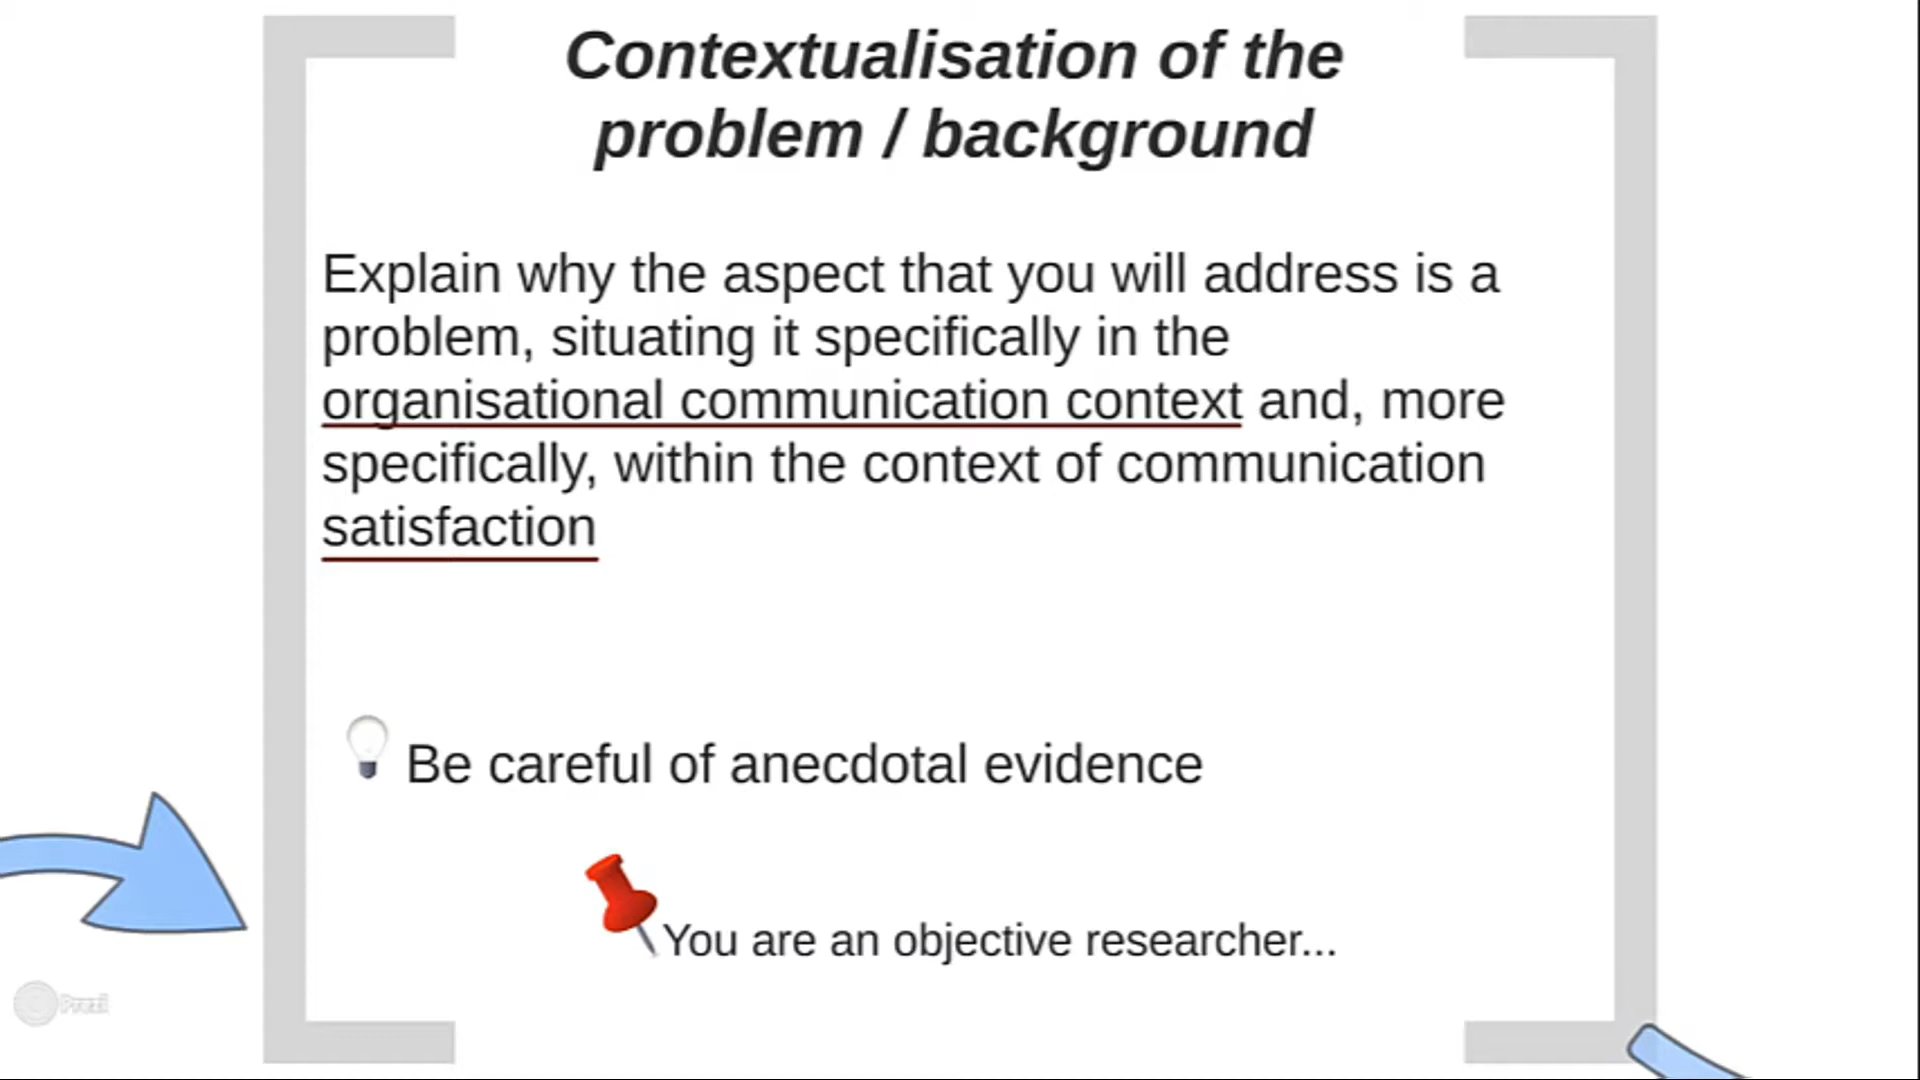 Contextualisation of the
problem / background
Explain why the aspect that you will address is a
problem, situating it specifically in the
organisational communication context and, more
specifically, within the context of communication
satisfaction
Be careful of anecdotal evidence
You are an objective researcher...
Prezi